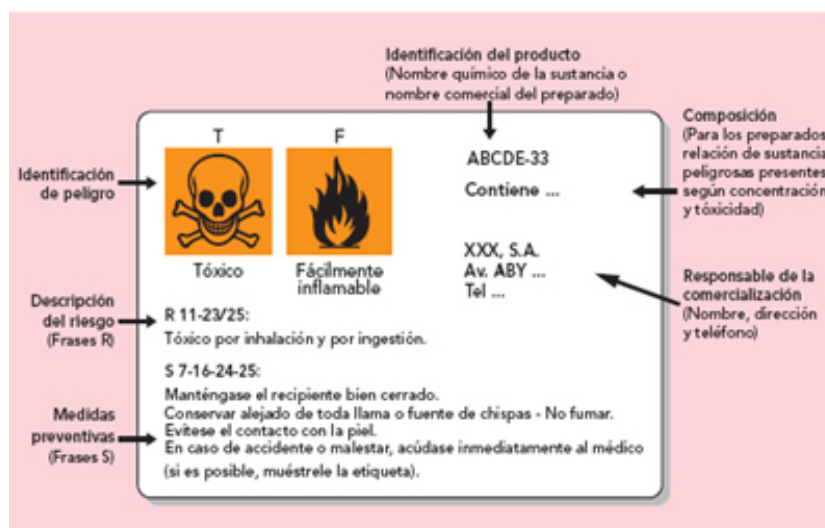 Identificación del producto
(Nombre químico de la sustancia o
nombre comercial del preparado)
Composición
(Para los preparados
relación de sustancia
peligrosas presentes
según concentración
y tóxicidad)
Identificación
de peligro
T
F
Tóxico
Fácilmente
inflamable
ABCDE-33
Contiene ...
XXX, S.A.
Av. ABY ...
Tel ...
Responsable de la
comercialización
(Nombre, dirección
y teléfono)
Descripción
del riesgo
(Frases R)
R 11-23/25:
Tóxico por inhalación y por ingestión.
S 7-16-24-25:
Manténgase el recipiente bien cerrado.
Conservar alejado de toda llama o fuente de chispas - No fumar.
Evítese el contacto con la piel.
En caso de accidente o malestar, acúdase inmediatamente al médico
(si es posible, muéstrele la etiqueta).
Medidas
preventivas
(Frases S)